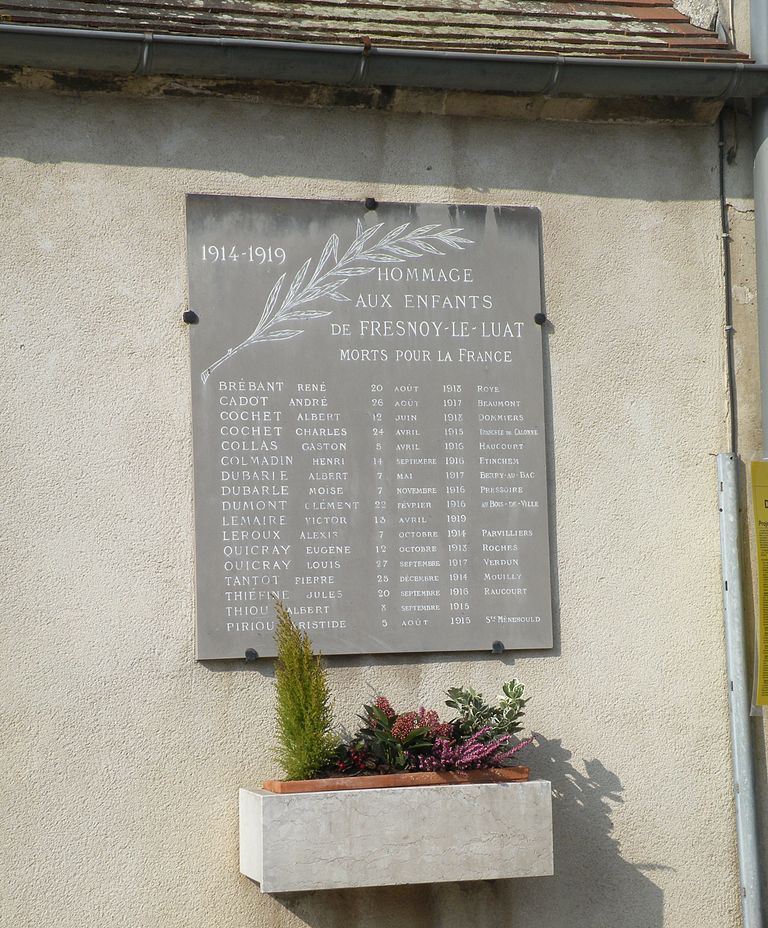 1914-1919
HOMMAGE
AUX ENFANTS
DE FRESNOY-LE-LUAT
MORTS POUR LA FRANCE
BRÉBANT RENÉ 20 AOÛT 1918 ROYE
CADOT ANDRÉ 26 AOÛT 1917 BEAUMONT
COCHET ALBERT 12 JUIN 1918 DOMMIERS
COCHET CHARLES 24 AVRIL 1915 TRANCHÉE DE CALONNE
COLLAS GASTON 5 AVRIL 1916 HAUCOURT
COLMADIN HENRI 14 SEPTEMBRE 1916 ETINCHEM
DUBARLE ALBERT 7 MAI 1917 BERRY-AU-BAC
DUBARLE MOISE 7 NOVEMBRE 1916 PRESSOIRE
DUMONT CLÉMENT 22 FÉVRIER 1916 AU BOIS-DE-VILLE
LEMAIRE VICTOR 13 AVRIL 1919
LEROUX ALEXIS 7 OCTOBRE 1914 PARVILLIERS
QUICRAY EUGENE 12 OCTOBRE 1918 ROCHES
QUICRAY LOUIS 27 SEPTEMBRE 1917 VERDUN
TANTOT PIERRE 25 DÉCEMBRE 1914 MOUILLY
THIÉFINE JULES 20 SEPTEMBRE 1916 RAUCOURT
THIOU ALBERT 8 SEPTEMBRE 1915
PIRIOU ARISTIDE 5 AOÛT 1915 STE MÉNEHOULD